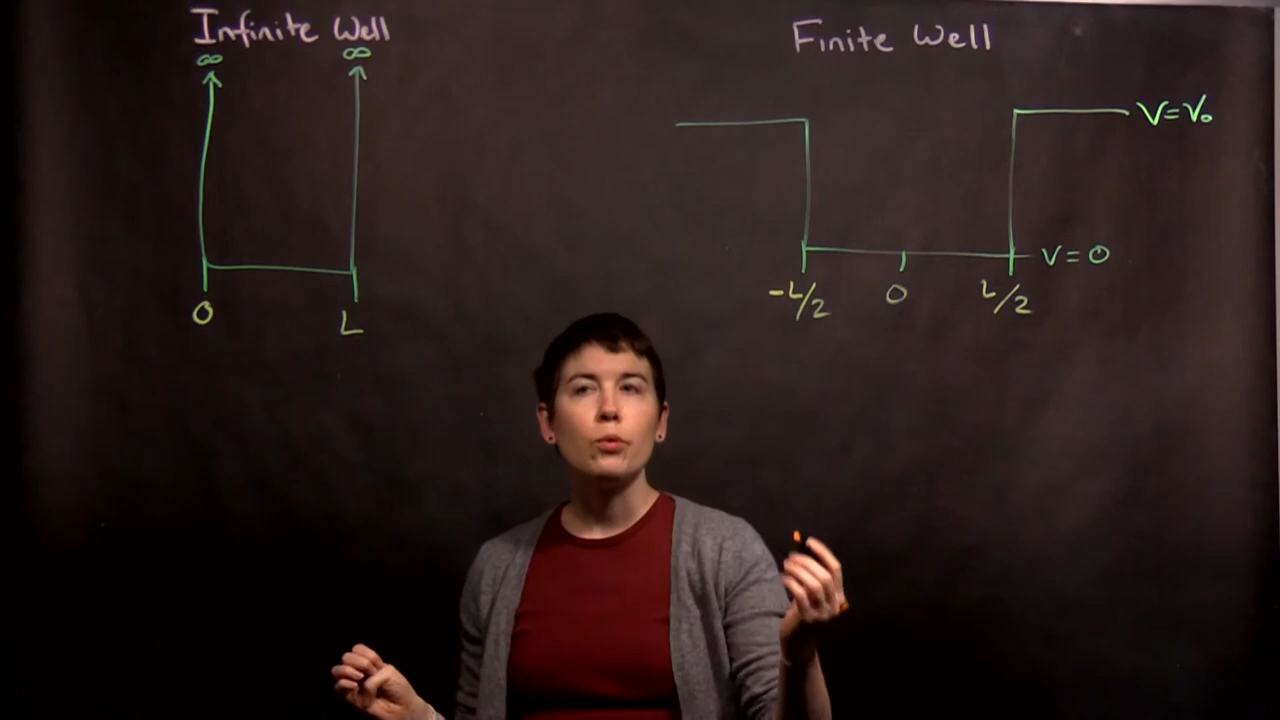 Infinite Well
∞ ∞
0 L
Finite Well
V=V₀
V=0
-L/2 0 L/2